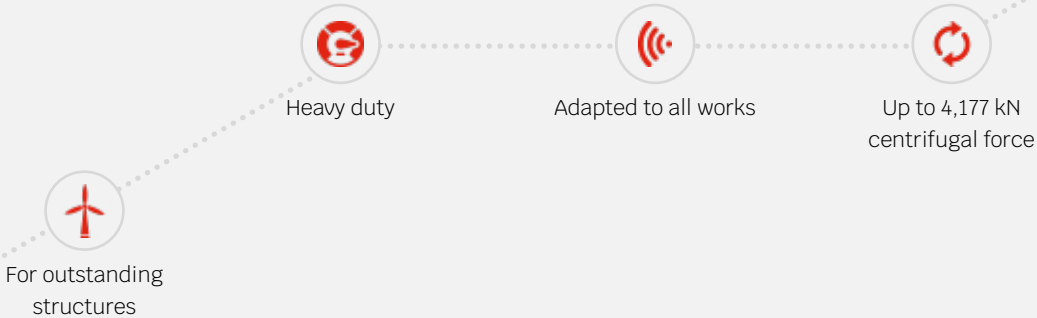 Heavy duty
Adapted to all works
Up to 4,177 kN
centrifugal force
For outstanding
structures